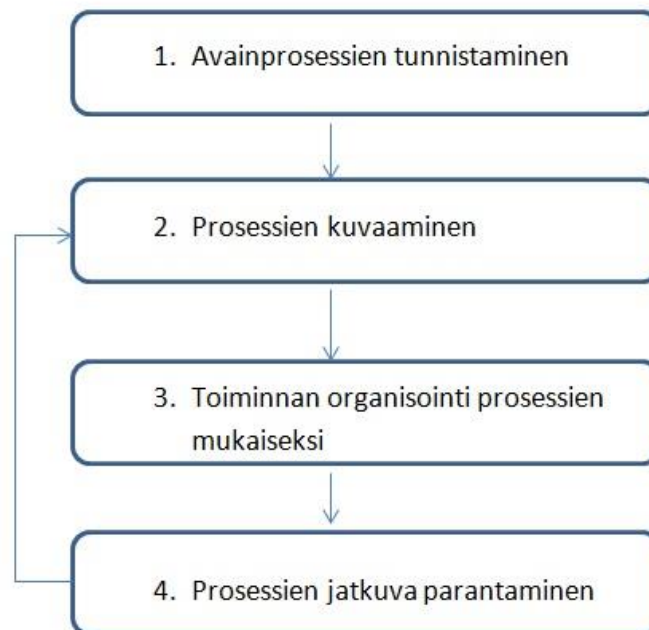 1. Avainprosessien tunnistaminen
2. Prosessien kuvaaminen
3. Toiminnan organisointi prosessien
mukaiseksi
4. Prosessien jatkuva parantaminen